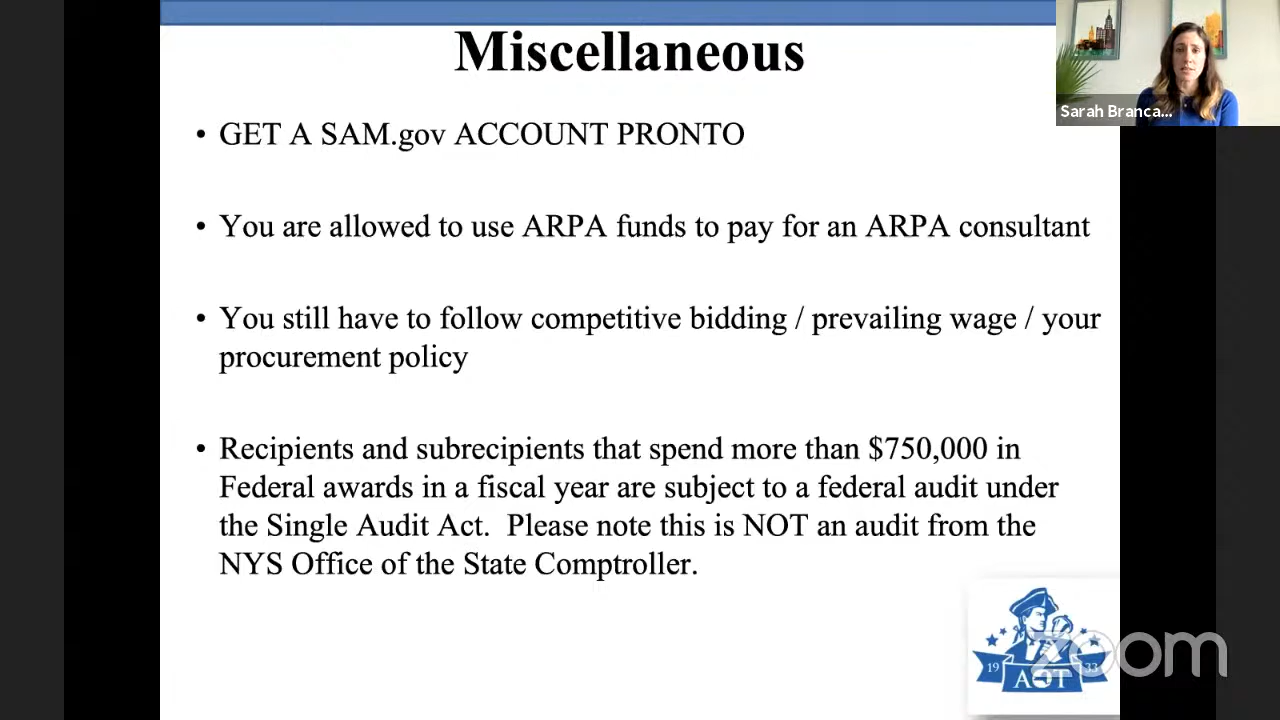 Miscellaneous
Sarah Branca...
• GET A SAM.gov ACCOUNT PRONTO
• You are allowed to use ARPA funds to pay for an ARPA consultant
• You still have to follow competitive bidding / prevailing wage / your
procurement policy
• Recipients and subrecipients that spend more than $750,000 in
Federal awards in a fiscal year are subject to a federal audit under
the Single Audit Act.  Please note this is NOT an audit from the
NYS Office of the State Comptroller.
19 33
AOT
zoom